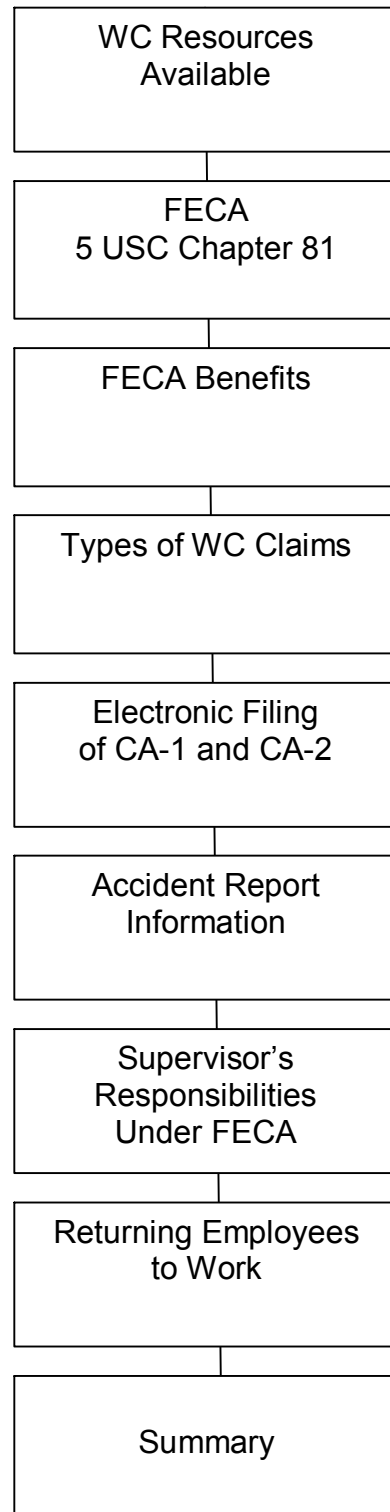 WC Resources
Available
FECA
5 USC Chapter 81
FECA Benefits
Types of WC Claims
Electronic Filing
of CA-1 and CA-2
Accident Report
Information
Supervisor’s
Responsibilities
Under FECA
Returning Employees
to Work
Summary